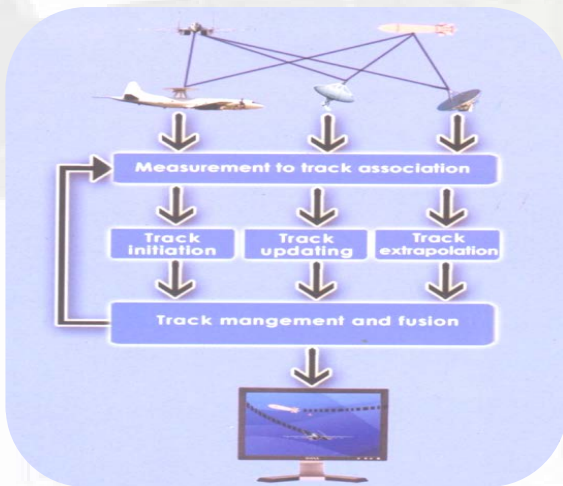 Measurement to track association
Track
initiation
Track
updating
Track
extrapolation
Track mangement and fusion